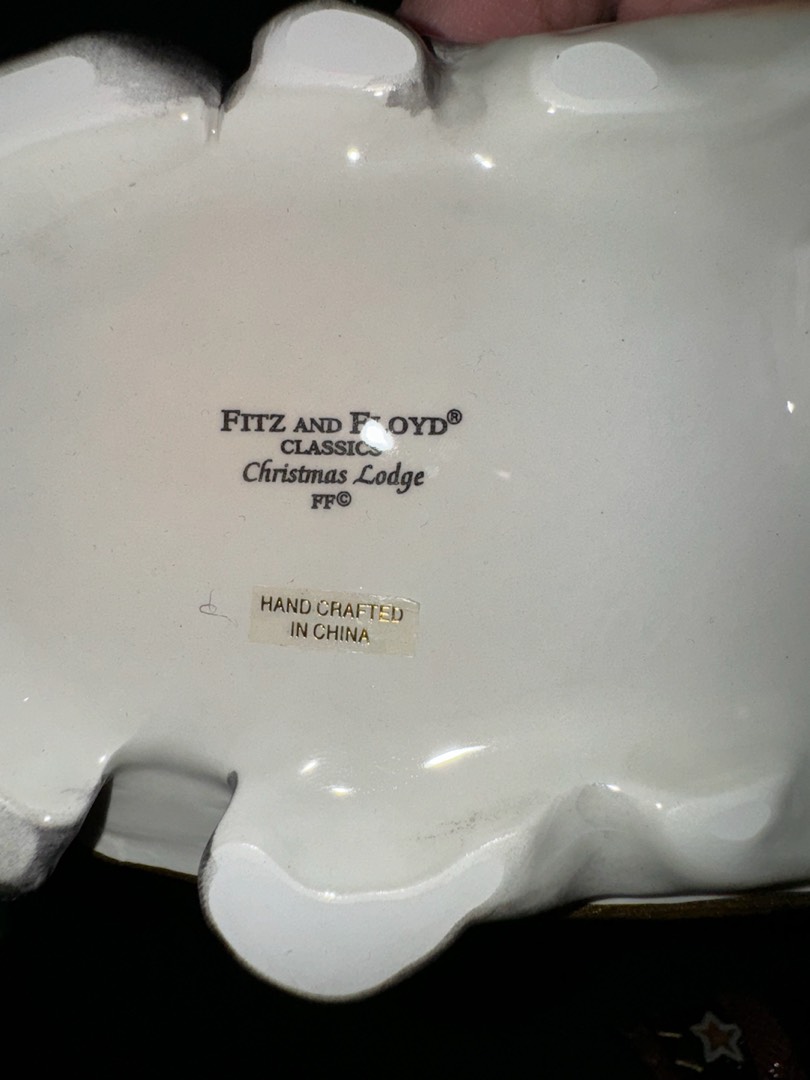 FITZ AND FLOYD®
CLASSICS
Christmas Lodge
FF©
HAND CRAFTED
IN CHINA